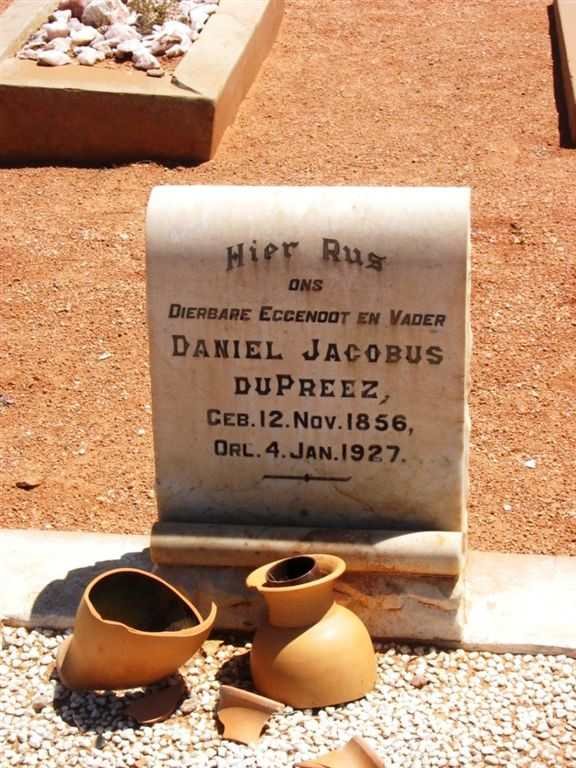 Hier Rus
ONS
DIERBARE EGGENOOT EN VADER
DANIEL JACOBUS
DUPREEZ,
GEB. 12. NOV. 1856,
ORL. 4. JAN. 1927.